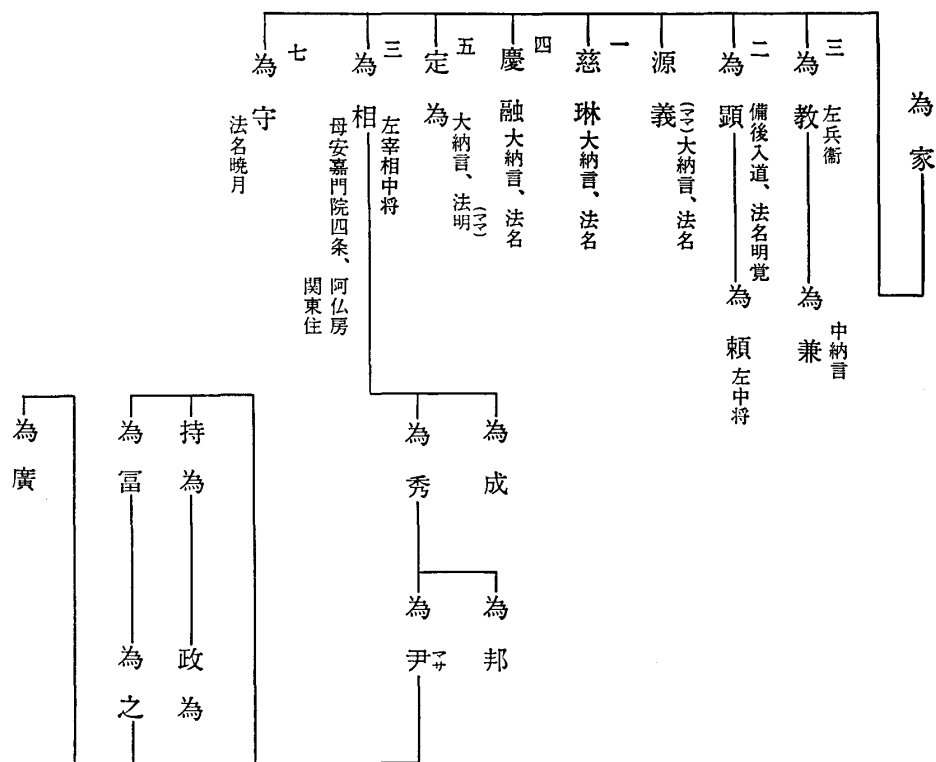 為家
三
為教
左兵衞
為兼
中納言
二
為顕
備後入道、法名明覚
為頼
左中将
源義
(ママ)
大納言、法名
一
慈琳
大納言、法名
四
慶融
大納言、法名
五
定為
大納言、法明
(ママ)
三
為相
左宰相中将
母安嘉門院四条、阿仏房
関東住
七
為守
法名暁月
為成
為秀
為邦
為尹
マサ
持為
政為
為冨
為之
為廣